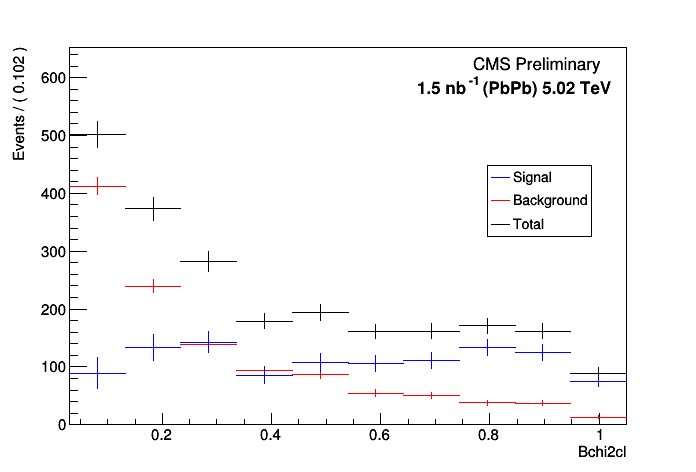 CMS Preliminary
1.5 nb⁻¹ (PbPb) 5.02 TeV
Events / ( 0.102 )
600
500
400
300
200
100
0
Signal
Background
Total
0.2 0.4 0.6 0.8 1
Bchi2cl